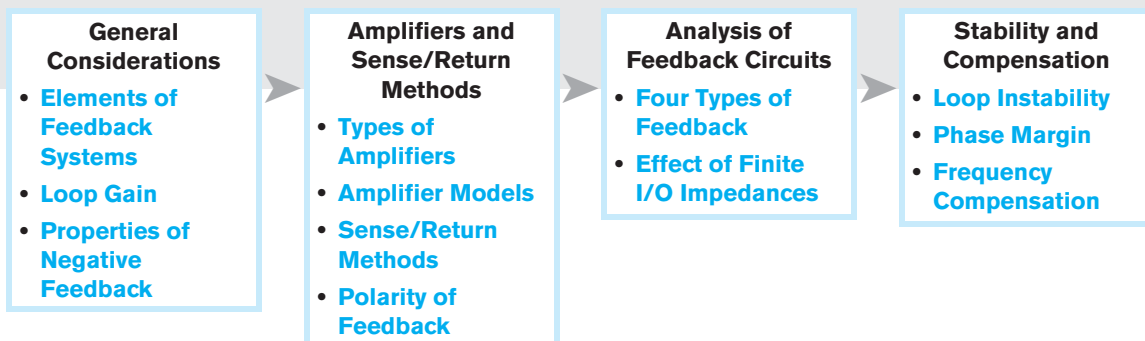 General
Considerations
• Elements of
Feedback
Systems
• Loop Gain
• Properties of
Negative
Feedback
Amplifiers and
Sense/Return
Methods
• Types of
Amplifiers
• Amplifier Models
• Sense/Return
Methods
• Polarity of
Feedback
Analysis of
Feedback Circuits
• Four Types of
Feedback
• Effect of Finite
I/O Impedances
Stability and
Compensation
• Loop Instability
• Phase Margin
• Frequency
Compensation